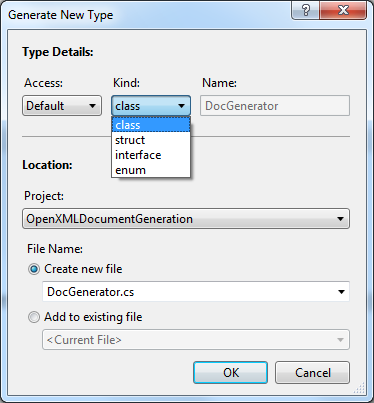 Generate New Type
Type Details:
Access: Kind: Name:
Default class DocGenerator
class
struct
interface
enum
Location:
Project:
OpenXMLDocumentGeneration
File Name:
Create new file
DocGenerator.cs
Add to existing file
<Current File>
OK Cancel